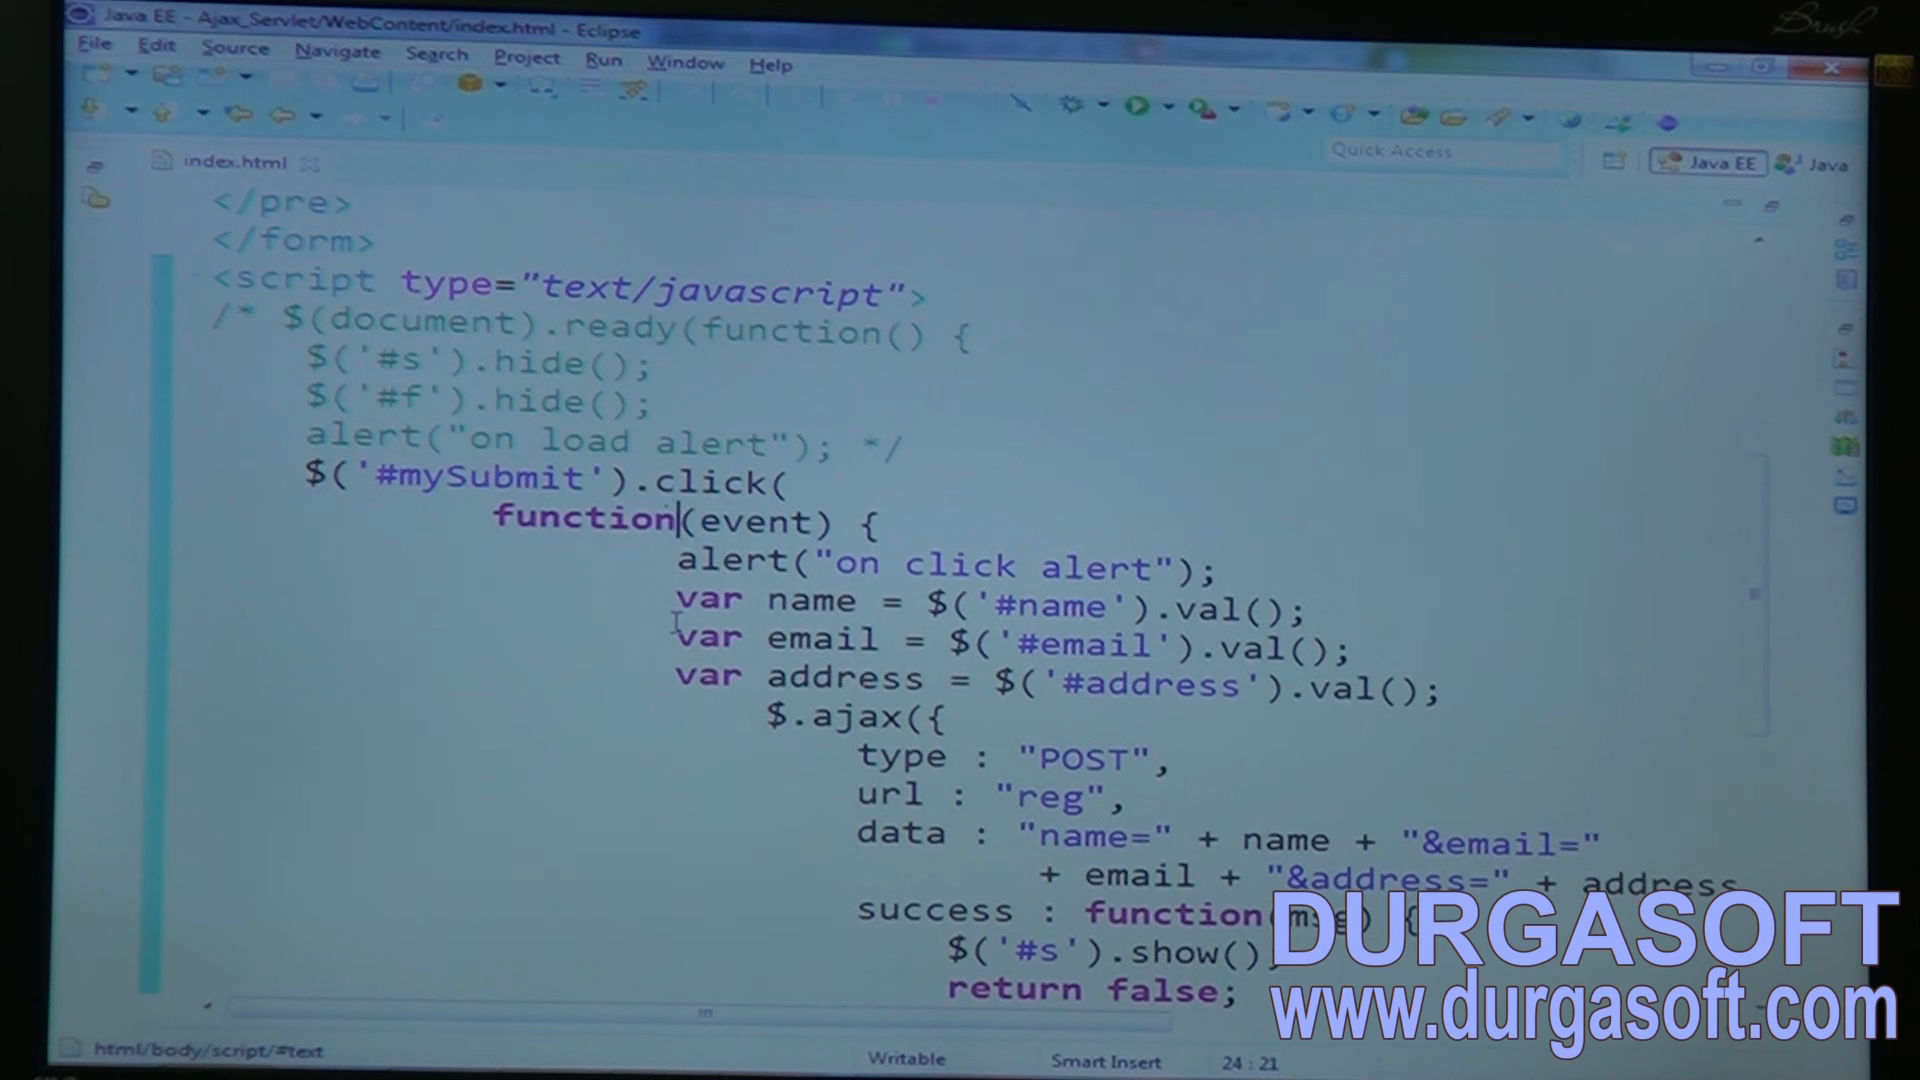 Brush
Java EE - Ajax_Servlet/WebContent/index.html - Eclipse
File Edit Source Navigate Search Project Run Window Help
Quick Access
Java EE Java
index.html
</pre>
</form>
<script type="text/javascript">
/* $(document).ready(function() {
$('#s').hide();
$('#f').hide();
alert("on load alert"); */
$('#mySubmit').click(
function(event) {
alert("on click alert");
var name = $('#name').val();
var email = $('#email').val();
var address = $('#address').val();
$.ajax({
type : "POST",
url : "reg",
data : "name=" + name + "&email="
+ email + "&address=" + address
success : function(msg) {
$('#s').show();
return false;
DURGASOFT
www.durgasoft.com
html/body/script/#text
Writable Smart Insert 24 : 21